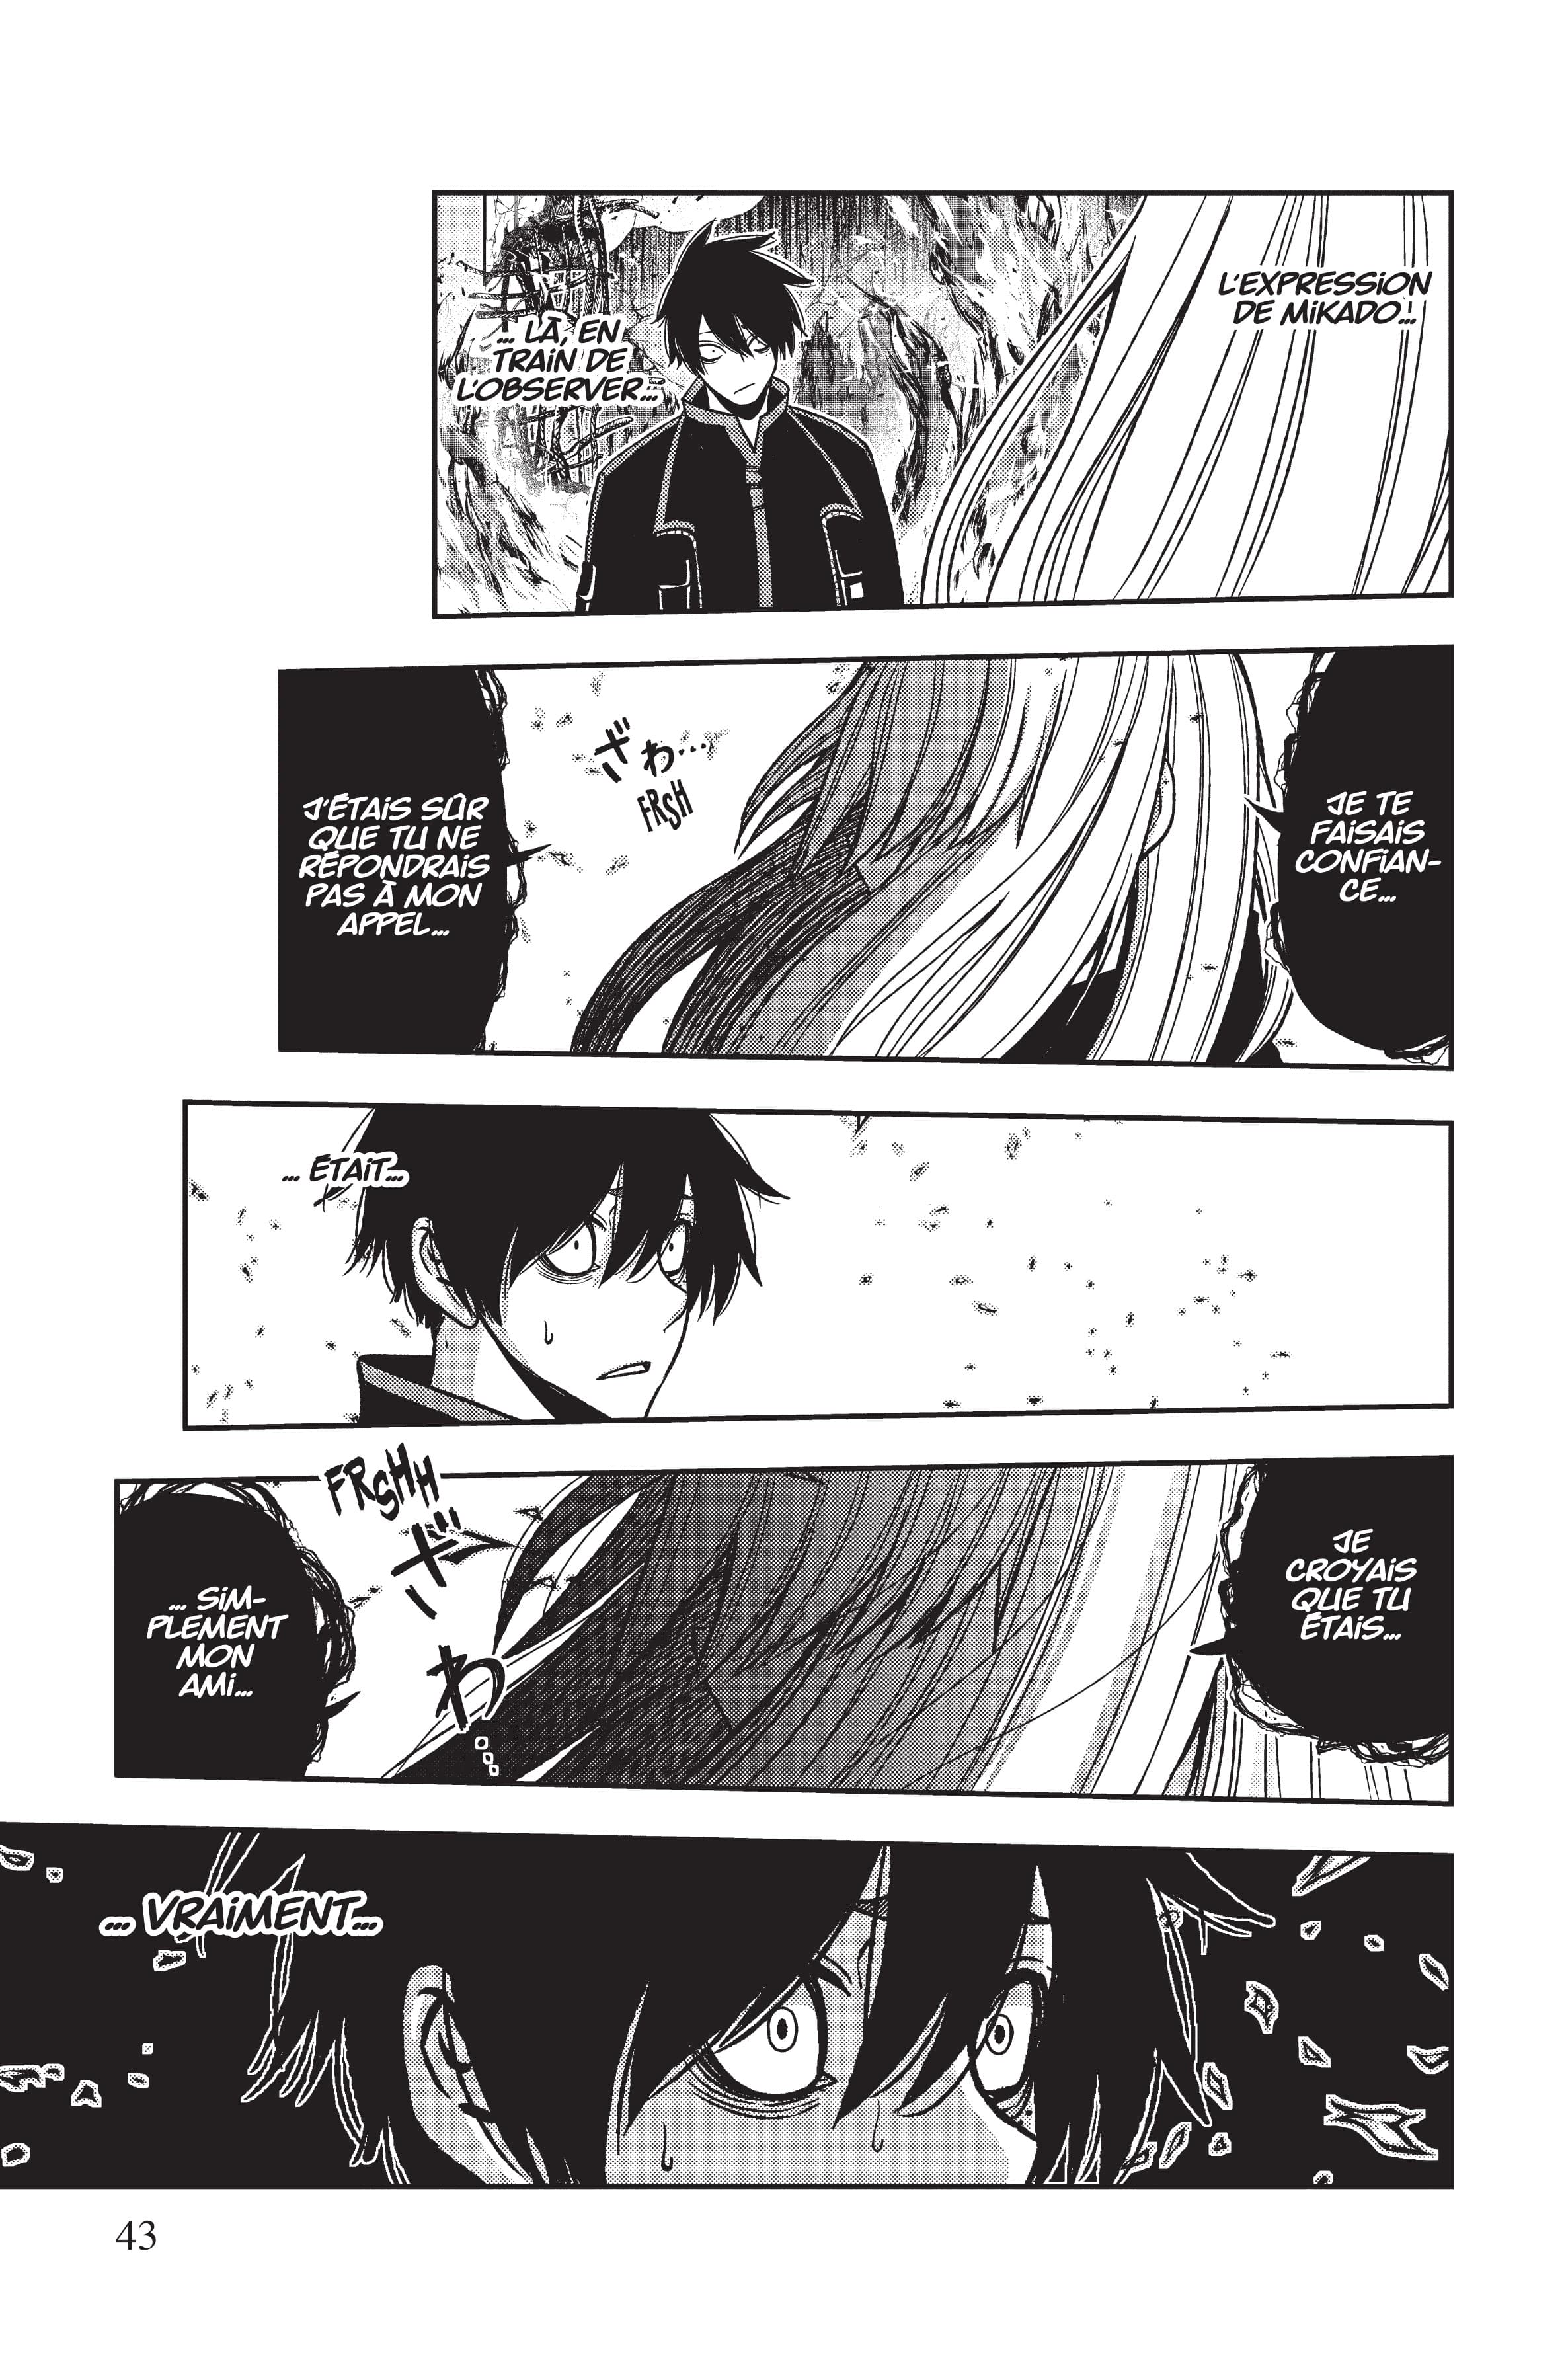 L'EXPRESSION
DE MIKADO...
... LÀ, EN
TRAIN DE
L'OBSERVER...
JE TE
FAISAIS
CONFIAN-
CE...
ざわ...
FRSH
J'ÉTAIS SÛR
QUE TU NE
RÉPONDRAIS
PAS À MON
APPEL...
... ÉTAIT...
JE
CROYAIS
QUE TU
ÉTAIS...
FRSHH
ざわ...
... SIM-
PLEMENT
MON
AMI...
... VRAIMENT...
43